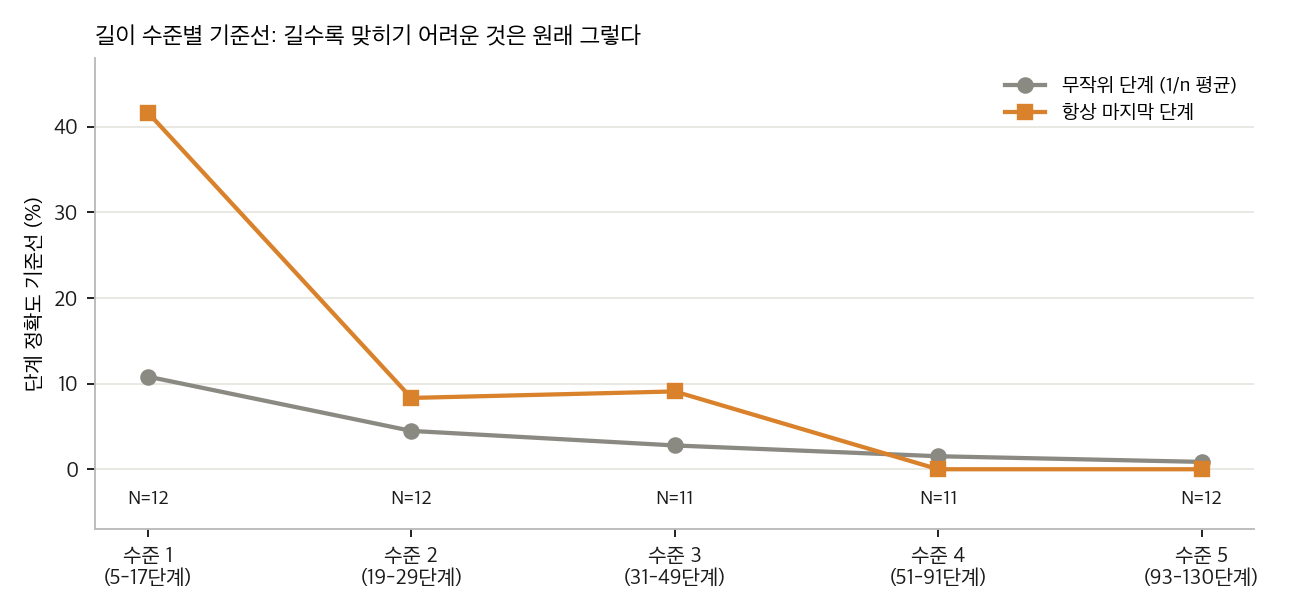 길이 수준별 기준선: 길수록 맞히기 어려운 것은 원래 그렇다
무작위 단계 (1/n 평균)
항상 마지막 단계
단계 정확도 기준선 (%)
40
30
20
10
0
N=12
N=12
N=11
N=11
N=12
수준 1
(5-17단계)
수준 2
(19-29단계)
수준 3
(31-49단계)
수준 4
(51-91단계)
수준 5
(93-130단계)